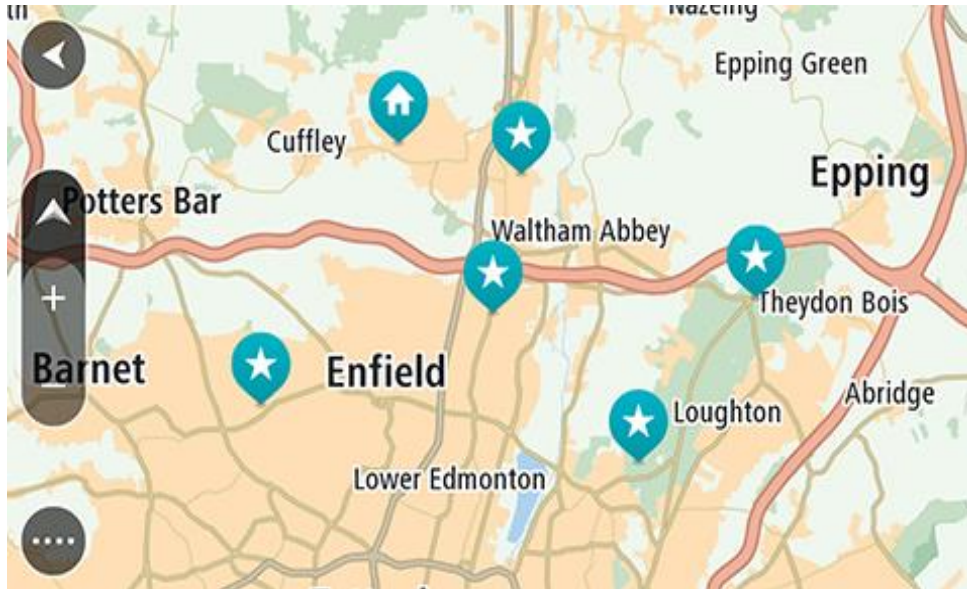 Nazeing
Epping Green
Cuffley
Epping
Potters Bar
Waltham Abbey
Theydon Bois
Barnet
Enfield
Abridge
Loughton
Lower Edmonton